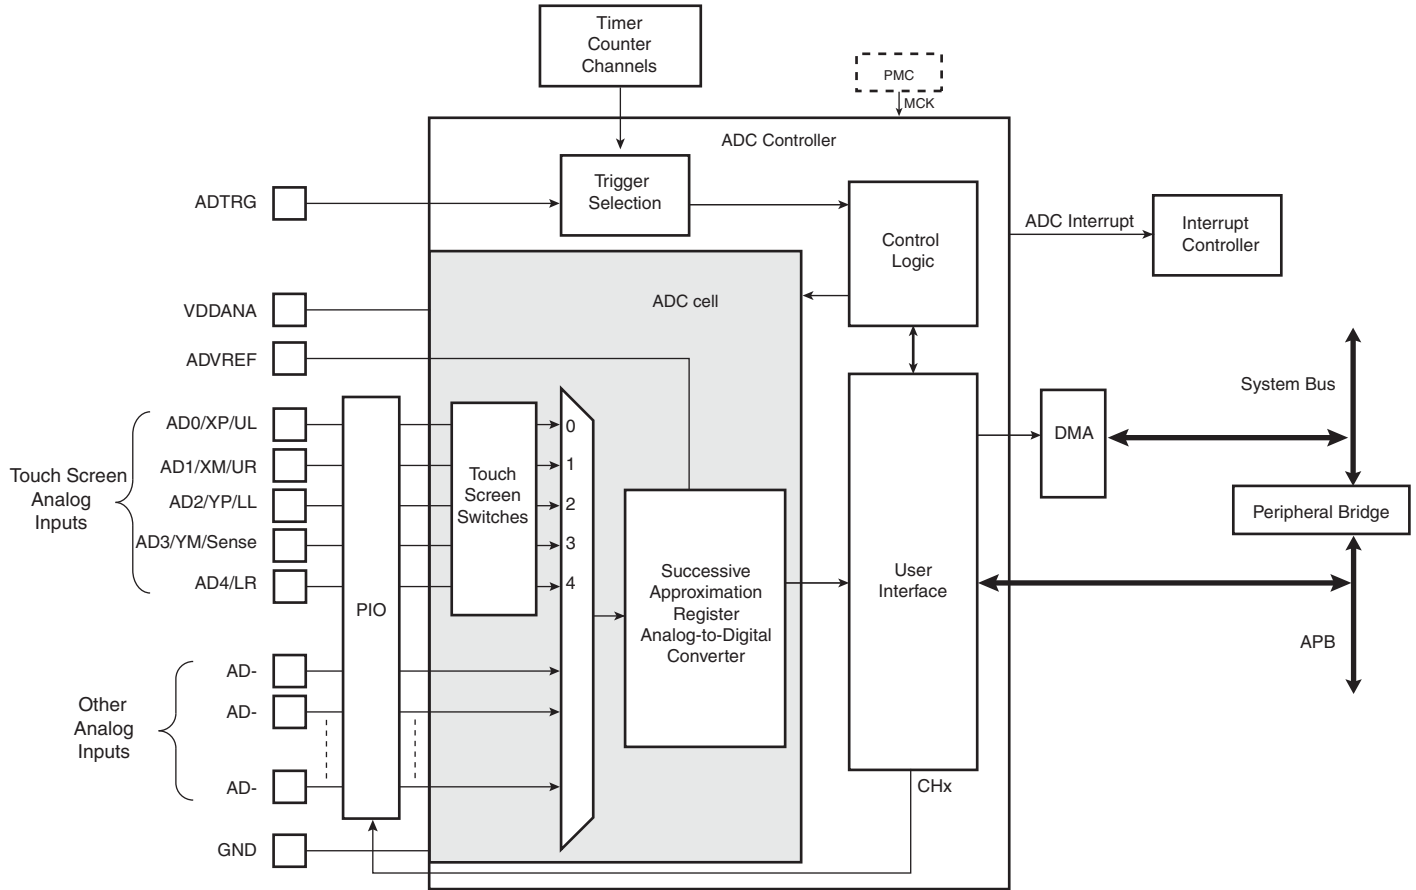 Timer
Counter
Channels
PMC
MCK
ADC Controller
ADTRG
Trigger
Selection
Control
Logic
ADC Interrupt
Interrupt
Controller
VDDANA
ADC cell
ADVREF
System Bus
Touch Screen
Analog
Inputs
AD0/XP/UL
AD1/XM/UR
AD2/YP/LL
AD3/YM/Sense
AD4/LR
PIO
Touch
Screen
Switches
0
1
2
3
4
DMA
Peripheral Bridge
Successive
Approximation
Register
Analog-to-Digital
Converter
User
Interface
APB
Other
Analog
Inputs
AD-
AD-
AD-
CHx
GND